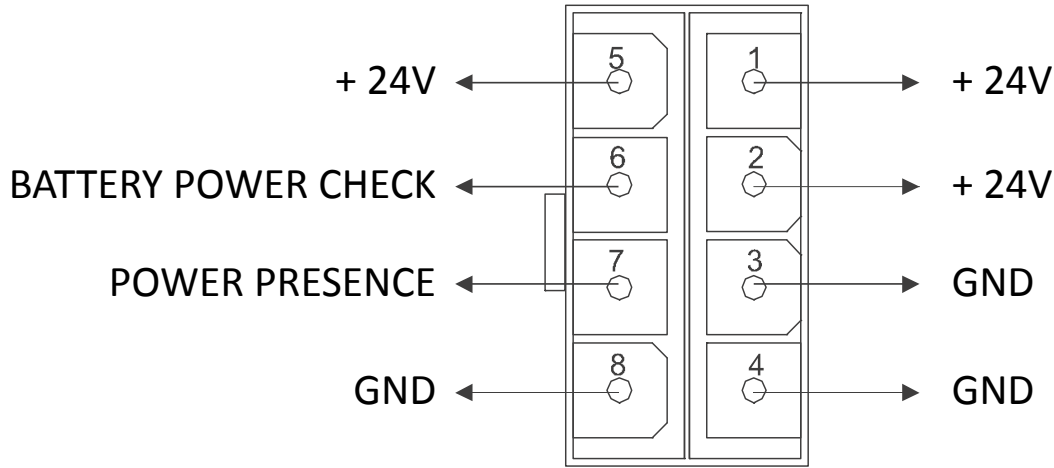 + 24V 5 1 + 24V
BATTERY POWER CHECK 6 2 + 24V
POWER PRESENCE 7 3 GND
GND 8 4 GND